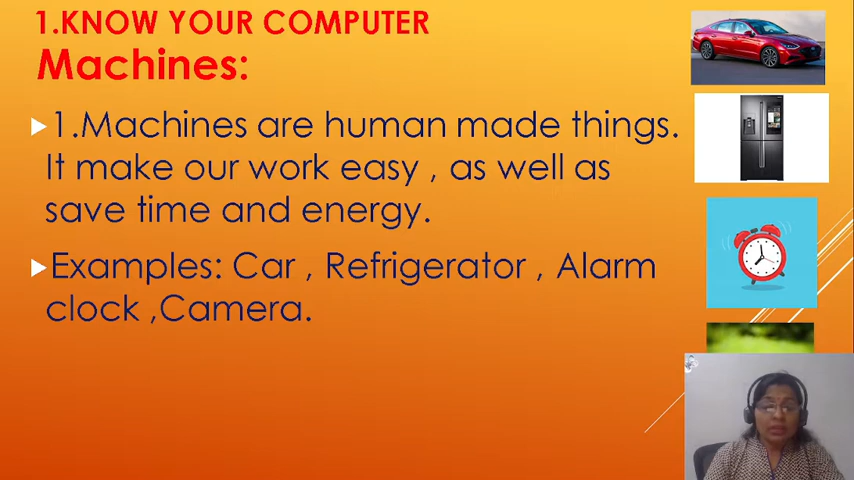 1.KNOW YOUR COMPUTER
Machines:
1.Machines are human made things.
It make our work easy , as well as
save time and energy.
Examples: Car , Refrigerator , Alarm
clock ,Camera.